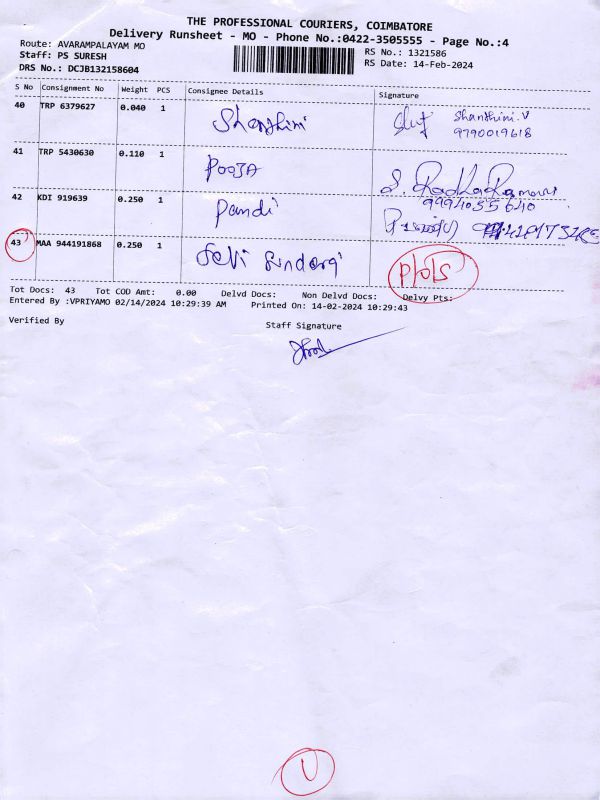 THE PROFESSIONAL COURIERS, COIMBATORE
Delivery Runsheet - MO - Phone No.:0422-3505555 - Page No.:4
Route: AVARAMPALAYAM MO
RS No.: 1321586
Staff: PS SURESH
RS Date: 14-Feb-2024
DRS No.: DCJB132158604
S No Consignment No Weight PCS Consignee Details Signature
40 TRP 6379627 0.040 1 Shanthini Shanthini.V
9790019618
41 TRP 5430630 0.110 1 POOJA S. Radha Ramani
9994055640
42 KDI 919639 0.250 1 Pandi
43 MAA 944191868 0.250 1 Selvi Sundari
Tot Docs: 43 Tot COD Amt: 0.00 Delvd Docs: Non Delvd Docs: Delvy Pts:
Entered By :VPRIYAMO 02/14/2024 10:29:39 AM Printed On: 14-02-2024 10:29:43
Verified By
Staff Signature